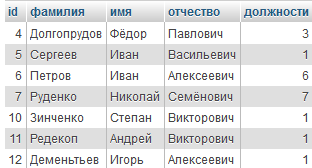 id фамилия имя отчество должности
4 Долгопрудов Фёдор Павлович 3
5 Сергеев Иван Васильевич 1
6 Петров Иван Алексеевич 6
7 Руденко Николай Семёнович 7
10 Зинченко Степан Викторович 1
11 Редекоп Андрей Викторович 1
12 Деменьтьев Игорь Алексеевич 1